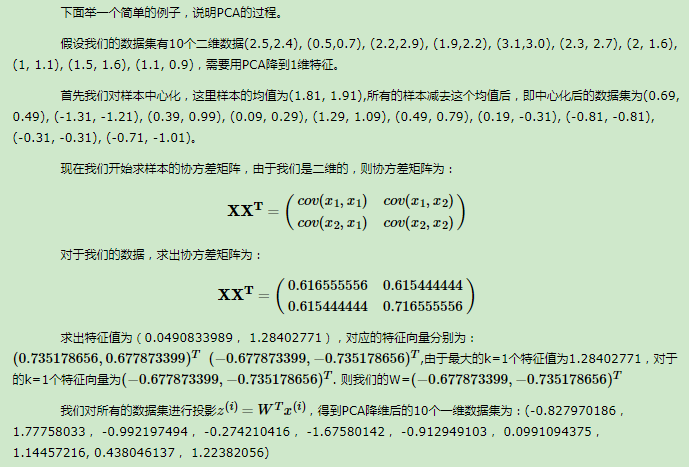 下面举一个简单的例子，说明PCA的过程。
假设我们的数据集有10个二维数据(2.5,2.4), (0.5,0.7), (2.2,2.9), (1.9,2.2), (3.1,3.0), (2.3, 2.7), (2, 1.6),
(1, 1.1), (1.5, 1.6), (1.1, 0.9)，需要用PCA降到1维特征。
首先我们对样本中心化，这里样本的均值为(1.81, 1.91),所有的样本减去这个均值后，即中心化后的数据集为(0.69,
0.49), (-1.31, -1.21), (0.39, 0.99), (0.09, 0.29), (1.29, 1.09), (0.49, 0.79), (0.19, -0.31), (-0.81, -0.81),
(-0.31, -0.31), (-0.71, -1.01)。
现在我们开始求样本的协方差矩阵，由于我们是二维的，则协方差矩阵为：
XX^T = ( cov(x₁, x₁) cov(x₁, x₂)
cov(x₂, x₁) cov(x₂, x₂) )
对于我们的数据，求出协方差矩阵为：
XX^T = ( 0.616555556 0.615444444
0.615444444 0.716555556 )
求出特征值为（0.0490833989， 1.28402771），对应的特征向量分别为：
(0.735178656, 0.677873399)^T (−0.677873399, −0.735178656)^T,由于最大的k=1个特征值为1.28402771，对于
的k=1个特征向量为(−0.677873399, −0.735178656)^T. 则我们的W=(−0.677873399, −0.735178656)^T
我们对所有的数据集进行投影z^(i) = W^T x^(i)，得到PCA降维后的10个一维数据集为：(-0.827970186，
1.77758033， -0.992197494， -0.274210416， -1.67580142， -0.912949103， 0.0991094375，
1.14457216, 0.438046137， 1.22382056)